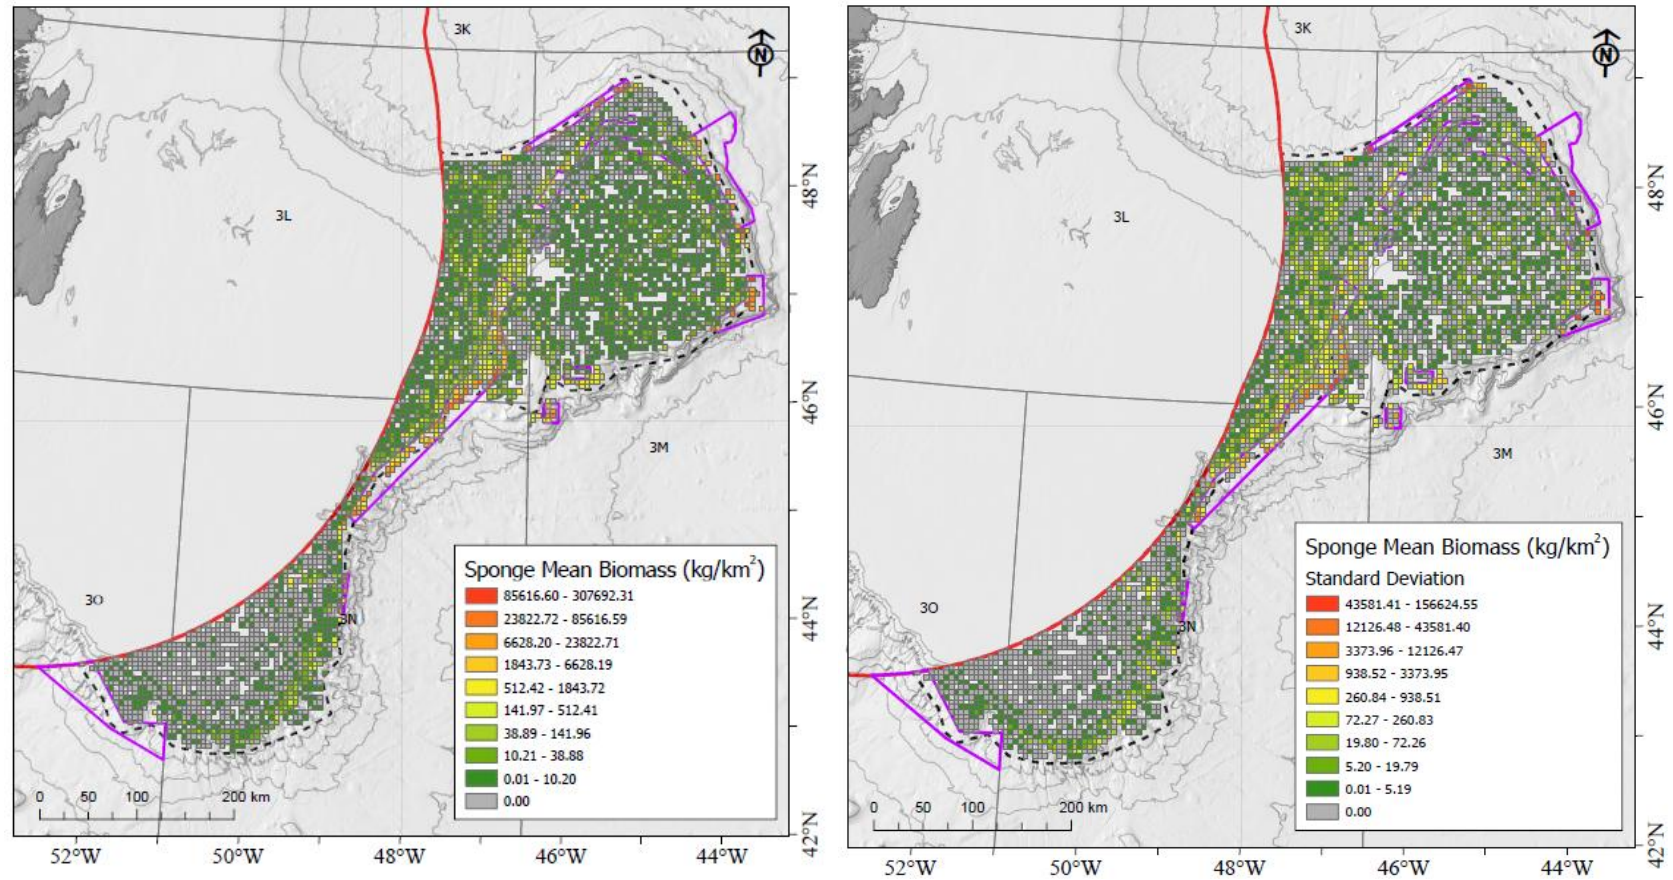 3K
N
3L
48°N
46°N
3M
3O
44°N
3N
Sponge Mean Biomass (kg/km²)
85616.60 - 307692.31
23822.72 - 85616.59
6628.20 - 23822.71
1843.73 - 6628.19
512.42 - 1843.72
141.97 - 512.41
38.89 - 141.96
10.21 - 38.88
0.01 - 10.20
0.00
0 50 100 200 km
42°N
52°W 50°W 48°W 46°W 44°W
3K
N
3L
48°N
46°N
3M
3O
44°N
3N
Sponge Mean Biomass (kg/km²)
Standard Deviation
43581.41 - 156624.55
12126.48 - 43581.40
3373.96 - 12126.47
938.52 - 3373.95
260.84 - 938.51
72.27 - 260.83
19.80 - 72.26
5.20 - 19.79
0.01 - 5.19
0.00
0 50 100 200 km
42°N
52°W 50°W 48°W 46°W 44°W